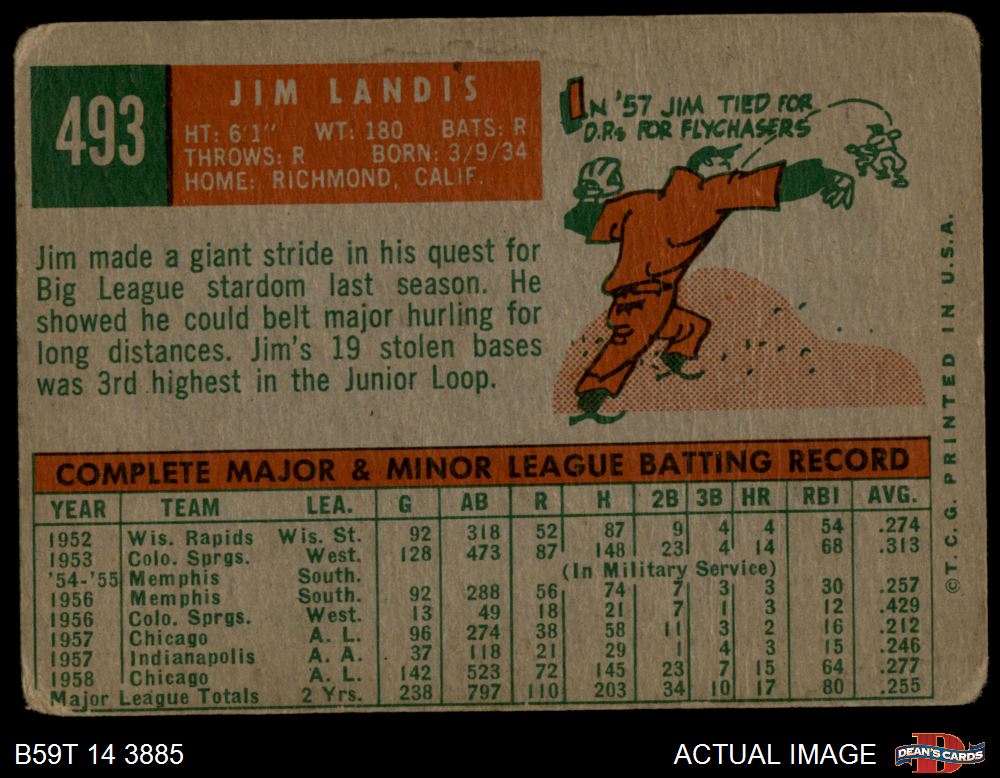 493
JIM LANDIS
HT: 6'1" WT: 180 BATS: R
THROWS: R BORN: 3/9/34
HOME: RICHMOND, CALIF.
IN '57 JIM TIED FOR
D.P.s FOR FLYCHASERS
Jim made a giant stride in his quest for
Big League stardom last season. He
showed he could belt major hurling for
long distances. Jim's 19 stolen bases
was 3rd highest in the Junior Loop.
COMPLETE MAJOR & MINOR LEAGUE BATTING RECORD
YEAR TEAM LEA. G AB R H 2B 3B HR RBI AVG.
1952 Wis. Rapids Wis. St. 92 318 52 87 9 4 4 54 .274
1953 Colo. Sprgs. West. 128 473 87 148 23 4 14 68 .313
'54-'55 Memphis South. (In Military Service)
1956 Memphis South. 92 288 56 74 7 3 3 30 .257
1956 Colo. Sprgs. West. 13 49 18 21 7 1 3 12 .429
1957 Chicago A. L. 96 274 38 58 11 3 2 16 .212
1957 Indianapolis A. A. 37 118 21 29 1 4 3 15 .246
1958 Chicago A. L. 142 523 72 145 23 7 15 64 .277
Major League Totals 2 Yrs. 238 797 110 203 34 10 17 80 .255
©T.C.G. PRINTED IN U.S.A.
B59T 14 3885
ACTUAL IMAGE
DEAN'S CARDS